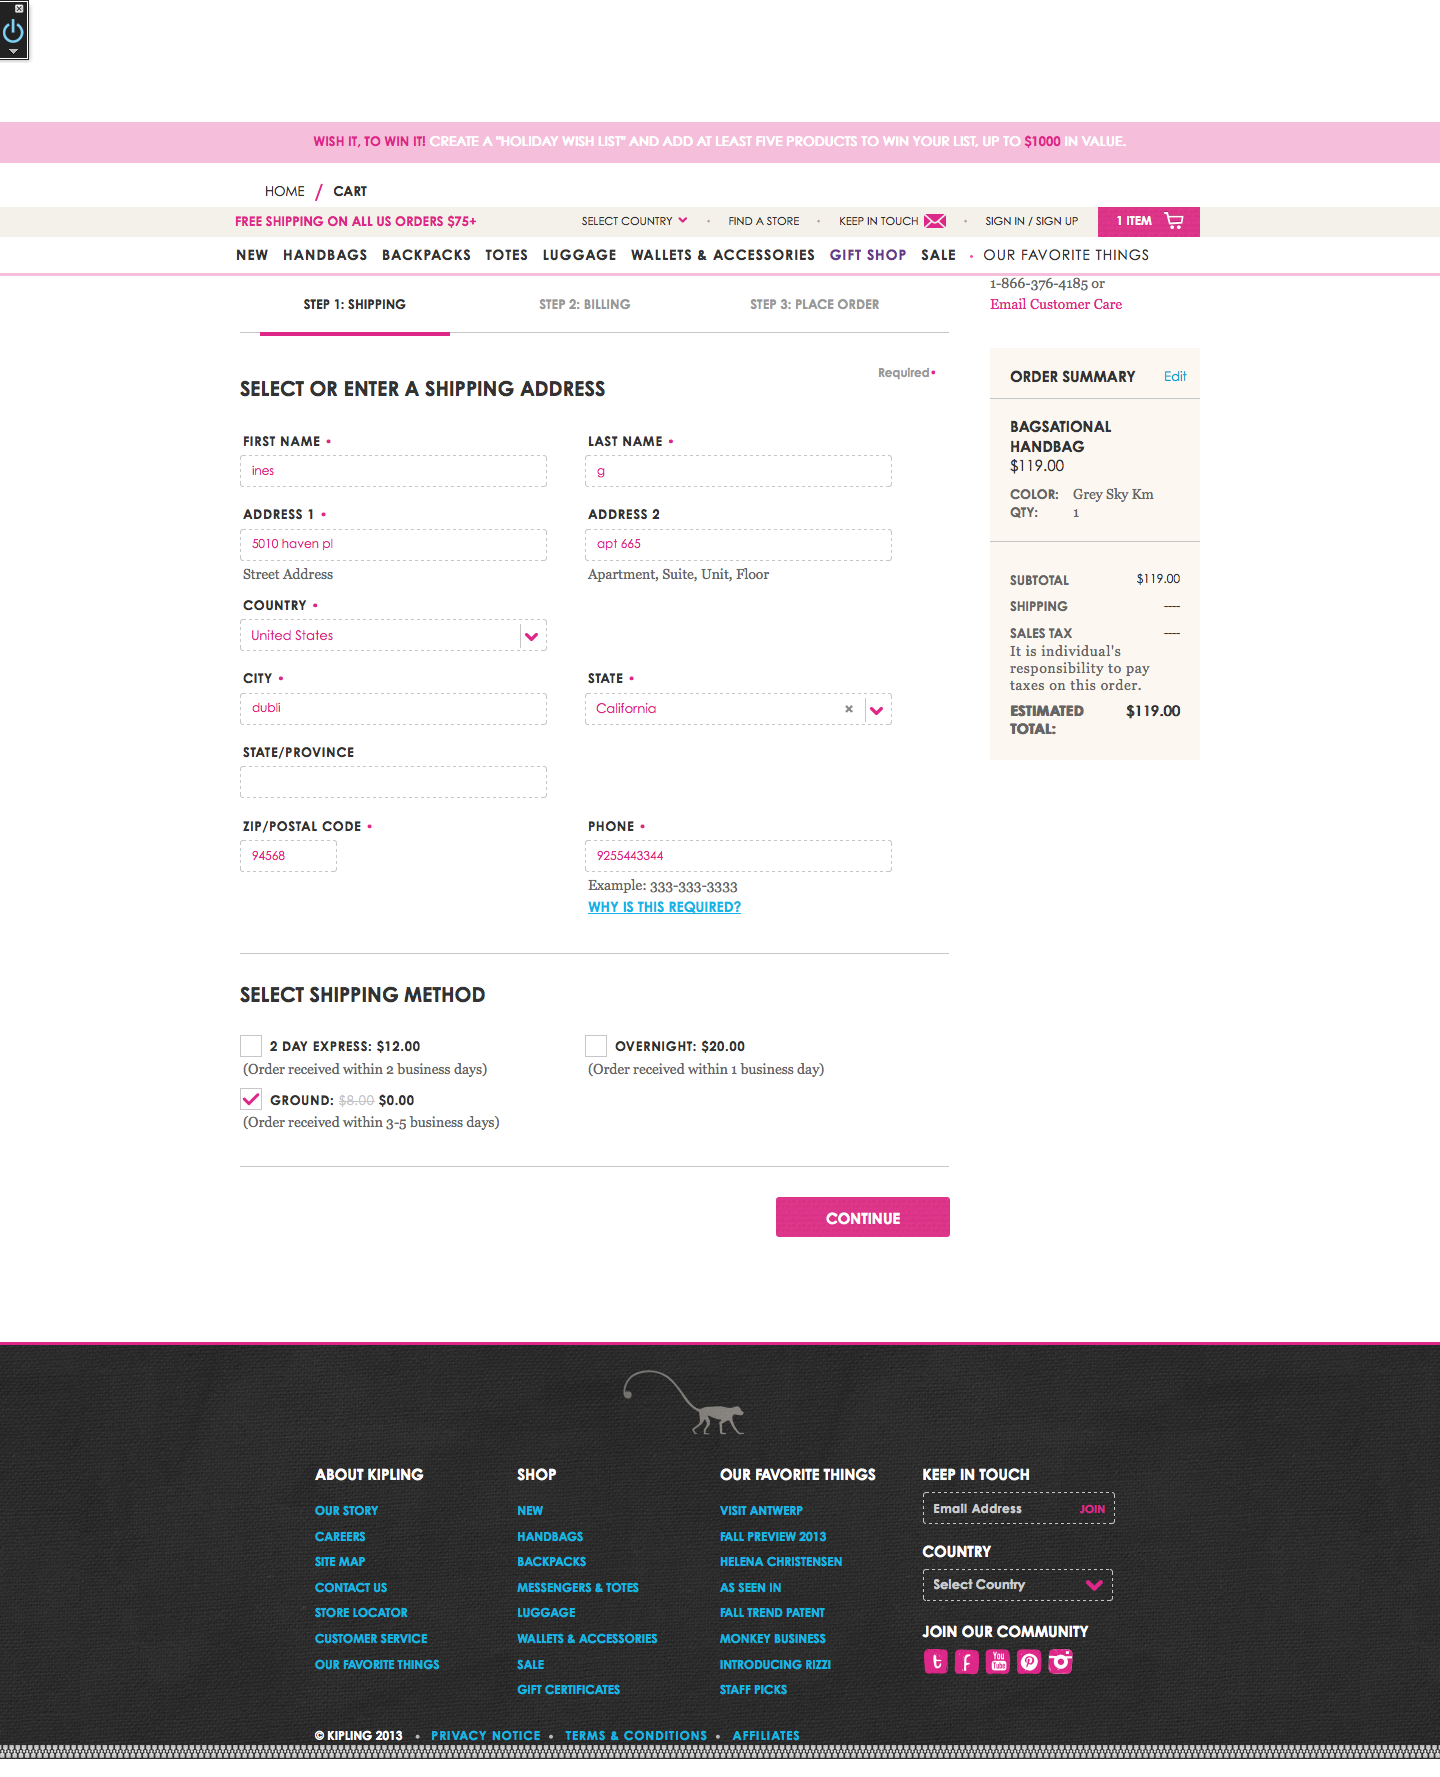 WISH IT, TO WIN IT! CREATE A "HOLIDAY WISH LIST" AND ADD AT LEAST FIVE PRODUCTS TO WIN YOUR LIST, UP TO $1000 IN VALUE.
HOME / CART
FREE SHIPPING ON ALL US ORDERS $75+
SELECT COUNTRY • FIND A STORE • KEEP IN TOUCH • SIGN IN / SIGN UP 1 ITEM
NEW HANDBAGS BACKPACKS TOTES LUGGAGE WALLETS & ACCESSORIES GIFT SHOP SALE • OUR FAVORITE THINGS
1-866-376-4185 or
Email Customer Care
STEP 1: SHIPPING STEP 2: BILLING STEP 3: PLACE ORDER
Required•
SELECT OR ENTER A SHIPPING ADDRESS
FIRST NAME • LAST NAME •
ines g
ADDRESS 1 • ADDRESS 2
5010 haven pl apt 665
Street Address Apartment, Suite, Unit, Floor
COUNTRY •
United States
CITY • STATE •
dubli California ×
STATE/PROVINCE
ZIP/POSTAL CODE • PHONE •
94568 9255443344
Example: 333-333-3333
WHY IS THIS REQUIRED?
ORDER SUMMARY Edit
BAGSATIONAL
HANDBAG
$119.00
COLOR: Grey Sky Km
QTY: 1
SUBTOTAL $119.00
SHIPPING ----
SALES TAX ----
It is individual's
responsibility to pay
taxes on this order.
ESTIMATED $119.00
TOTAL:
SELECT SHIPPING METHOD
2 DAY EXPRESS: $12.00 OVERNIGHT: $20.00
(Order received within 2 business days) (Order received within 1 business day)
GROUND: $8.00 $0.00
(Order received within 3-5 business days)
CONTINUE
ABOUT KIPLING
OUR STORY
CAREERS
SITE MAP
CONTACT US
STORE LOCATOR
CUSTOMER SERVICE
OUR FAVORITE THINGS
SHOP
NEW
HANDBAGS
BACKPACKS
MESSENGERS & TOTES
LUGGAGE
WALLETS & ACCESSORIES
SALE
GIFT CERTIFICATES
OUR FAVORITE THINGS
VISIT ANTWERP
FALL PREVIEW 2013
HELENA CHRISTENSEN
AS SEEN IN
FALL TREND PATENT
MONKEY BUSINESS
INTRODUCING RIZZI
STAFF PICKS
KEEP IN TOUCH
Email Address JOIN
COUNTRY
Select Country
JOIN OUR COMMUNITY
t f You Tube P
© KIPLING 2013 • PRIVACY NOTICE • TERMS & CONDITIONS • AFFILIATES